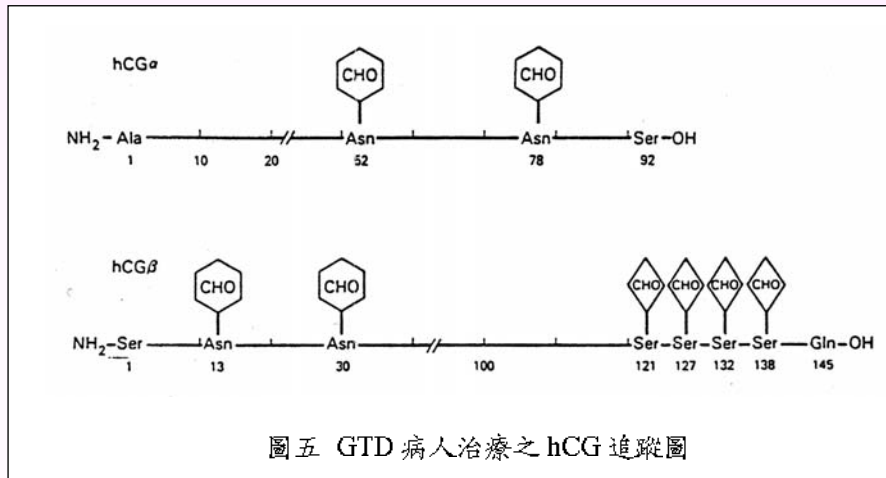 hCGα
CHO CHO
NH₂–Ala Asn Asn Ser–OH
1 10 20 52 78 92
hCGβ
CHO CHO CHO CHO CHO CHO
NH₂–Ser Asn Asn Ser–Ser–Ser–Ser Gln–OH
1 13 30 100 121 127 132 138 145
圖五 GTD 病人治療之 hCG 追蹤圖